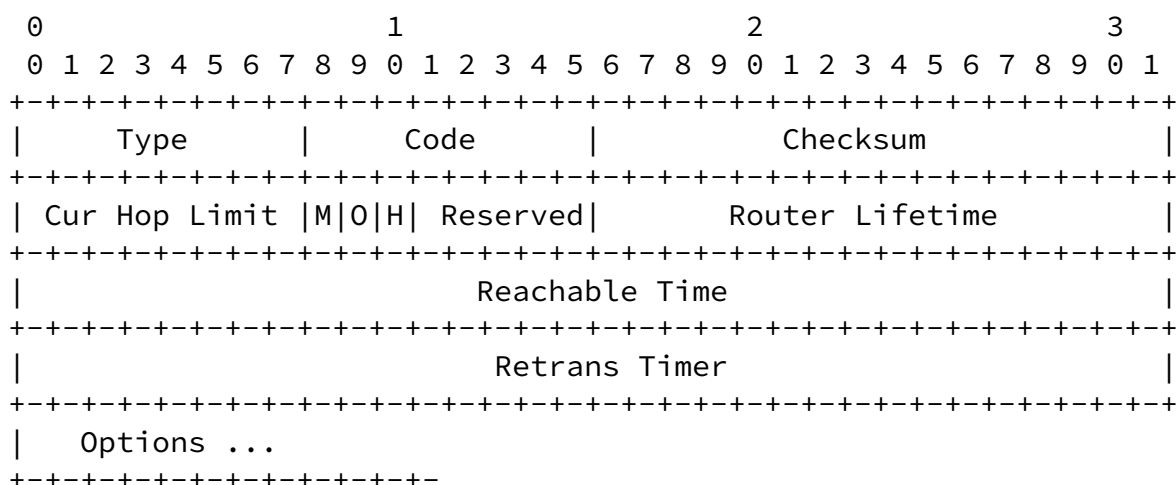 0                   1                   2                   3
 0 1 2 3 4 5 6 7 8 9 0 1 2 3 4 5 6 7 8 9 0 1 2 3 4 5 6 7 8 9 0 1
+-+-+-+-+-+-+-+-+-+-+-+-+-+-+-+-+-+-+-+-+-+-+-+-+-+-+-+-+-+-+-+-+
|     Type      |     Code      |          Checksum             |
+-+-+-+-+-+-+-+-+-+-+-+-+-+-+-+-+-+-+-+-+-+-+-+-+-+-+-+-+-+-+-+-+
| Cur Hop Limit |M|O|H| Reserved|       Router Lifetime         |
+-+-+-+-+-+-+-+-+-+-+-+-+-+-+-+-+-+-+-+-+-+-+-+-+-+-+-+-+-+-+-+-+
|                         Reachable Time                        |
+-+-+-+-+-+-+-+-+-+-+-+-+-+-+-+-+-+-+-+-+-+-+-+-+-+-+-+-+-+-+-+-+
|                          Retrans Timer                        |
+-+-+-+-+-+-+-+-+-+-+-+-+-+-+-+-+-+-+-+-+-+-+-+-+-+-+-+-+-+-+-+-+
|   Options ...
+-+-+-+-+-+-+-+-+-+-+-+-